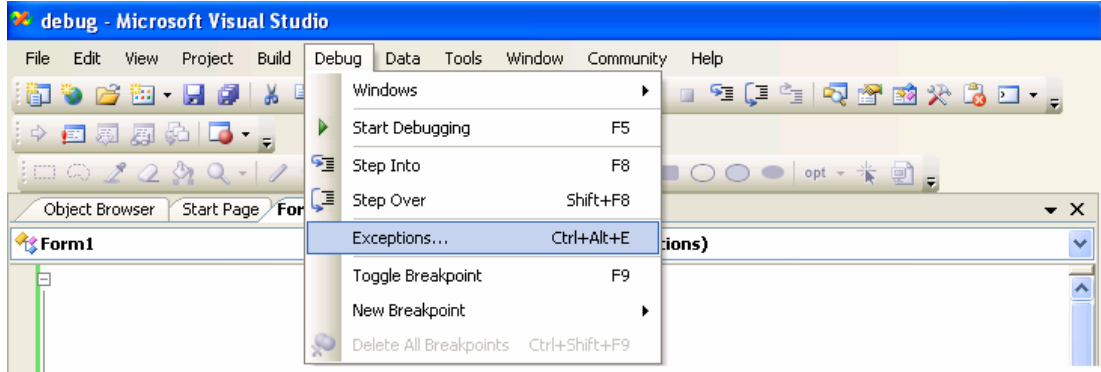 debug - Microsoft Visual Studio
File Edit View Project Build Debug Data Tools Window Community Help
Windows
Start Debugging F5
opt
Step Into F8
Step Over Shift+F8
Object Browser Start Page For
Exceptions... Ctrl+Alt+E
Form1 ions)
Toggle Breakpoint F9
New Breakpoint
Delete All Breakpoints Ctrl+Shift+F9